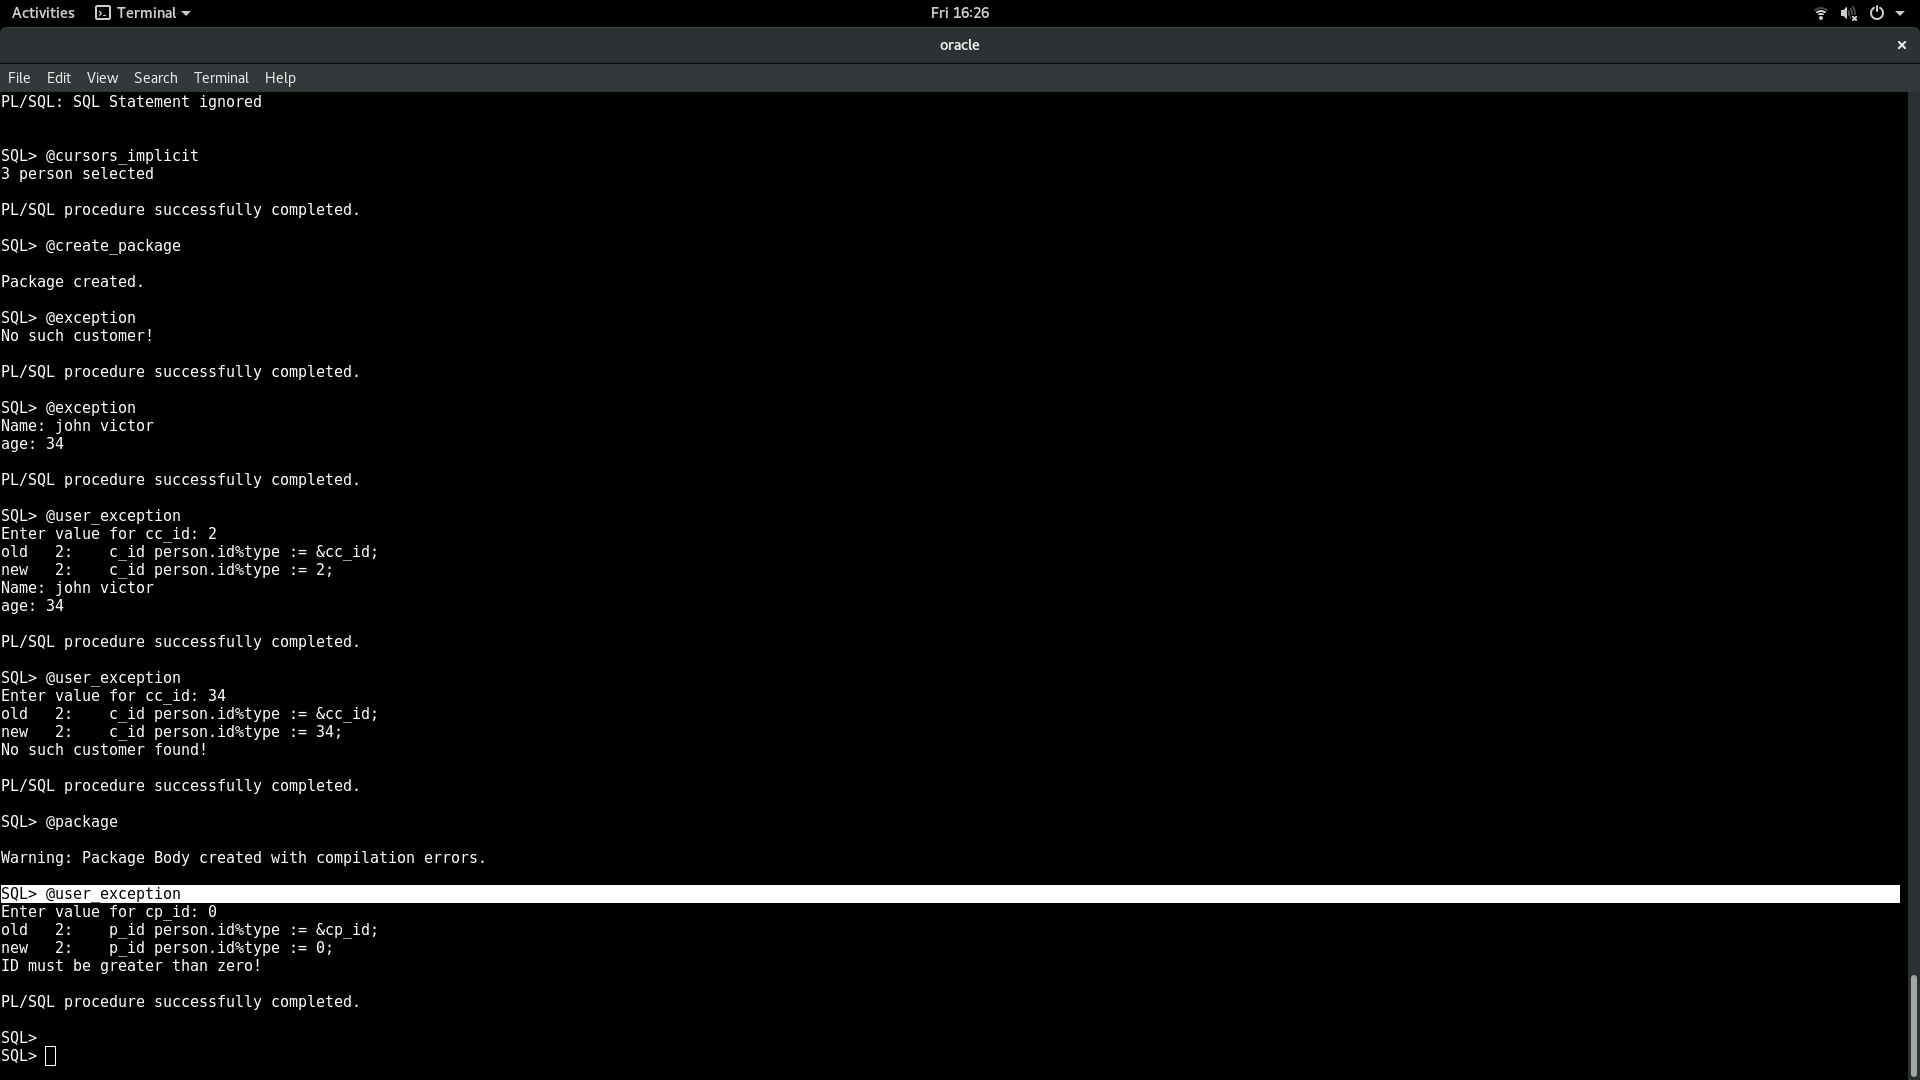 Activities Terminal Fri 16:26
oracle
File Edit View Search Terminal Help
PL/SQL: SQL Statement ignored
SQL> @cursors_implicit
3 person selected
PL/SQL procedure successfully completed.
SQL> @create_package
Package created.
SQL> @exception
No such customer!
PL/SQL procedure successfully completed.
SQL> @exception
Name: john victor
age: 34
PL/SQL procedure successfully completed.
SQL> @user_exception
Enter value for cc_id: 2
old   2:    c_id person.id%type := &cc_id;
new   2:    c_id person.id%type := 2;
Name: john victor
age: 34
PL/SQL procedure successfully completed.
SQL> @user_exception
Enter value for cc_id: 34
old   2:    c_id person.id%type := &cc_id;
new   2:    c_id person.id%type := 34;
No such customer found!
PL/SQL procedure successfully completed.
SQL> @package
Warning: Package Body created with compilation errors.
SQL> @user_exception
Enter value for cp_id: 0
old   2:    p_id person.id%type := &cp_id;
new   2:    p_id person.id%type := 0;
ID must be greater than zero!
PL/SQL procedure successfully completed.
SQL>
SQL>